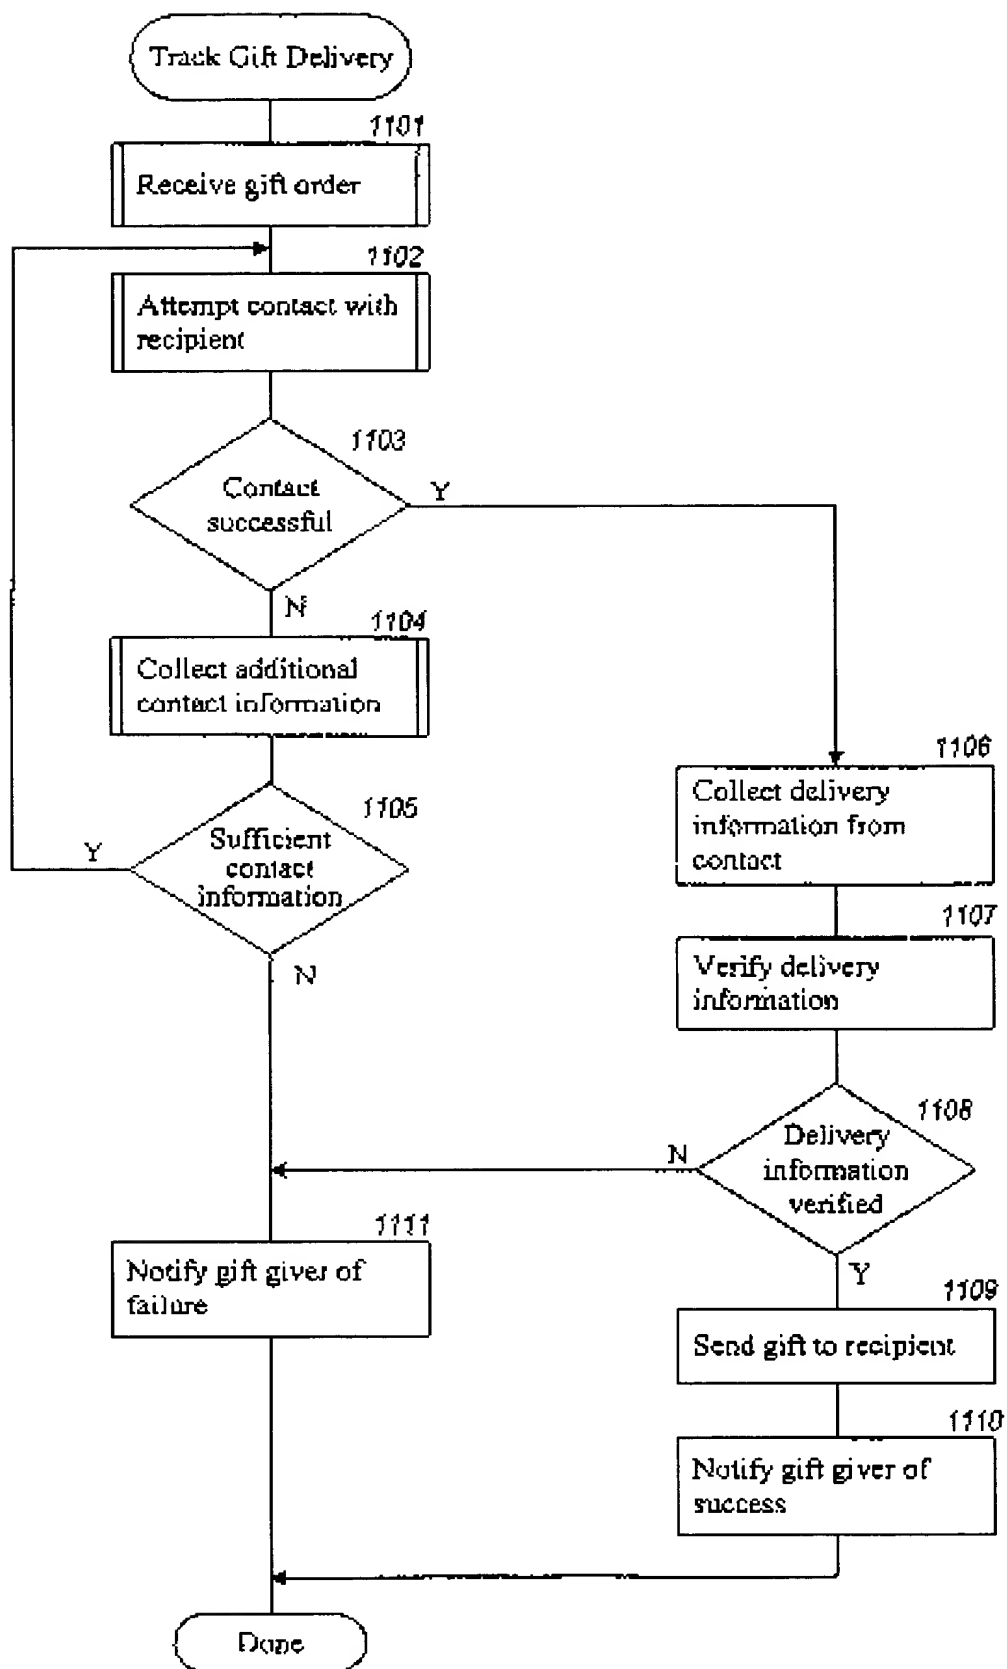 Track Gift Delivery
1101
Receive gift order
1102
Attempt contact with
recipient
1103
Contact
successful
Y
N
1104
Collect additional
contact information
1105
Sufficient
contact
information
Y
N
1106
Collect delivery
information from
contact
1107
Verify delivery
information
1108
Delivery
information
verified
N
Y
1109
Send gift to recipient
1110
Notify gift giver of
success
1111
Notify gift giver of
failure
Done